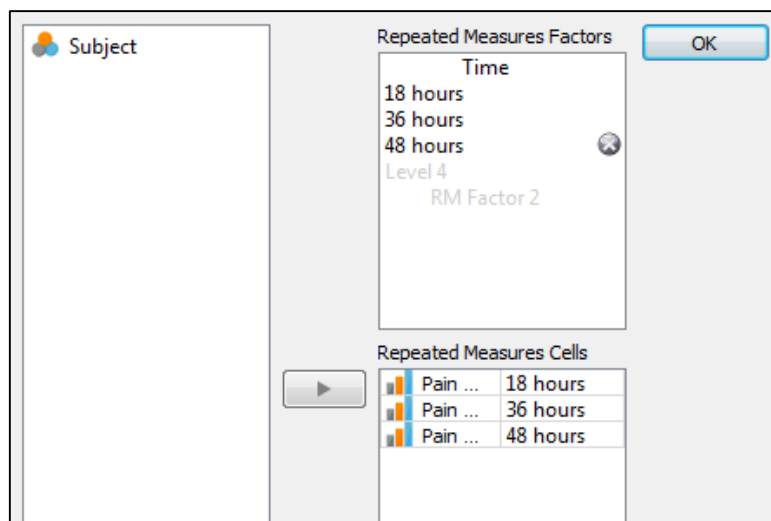 Subject
Repeated Measures Factors
OK
Time
18 hours
36 hours
48 hours
Level 4
RM Factor 2
Repeated Measures Cells
Pain ... 18 hours
Pain ... 36 hours
Pain ... 48 hours